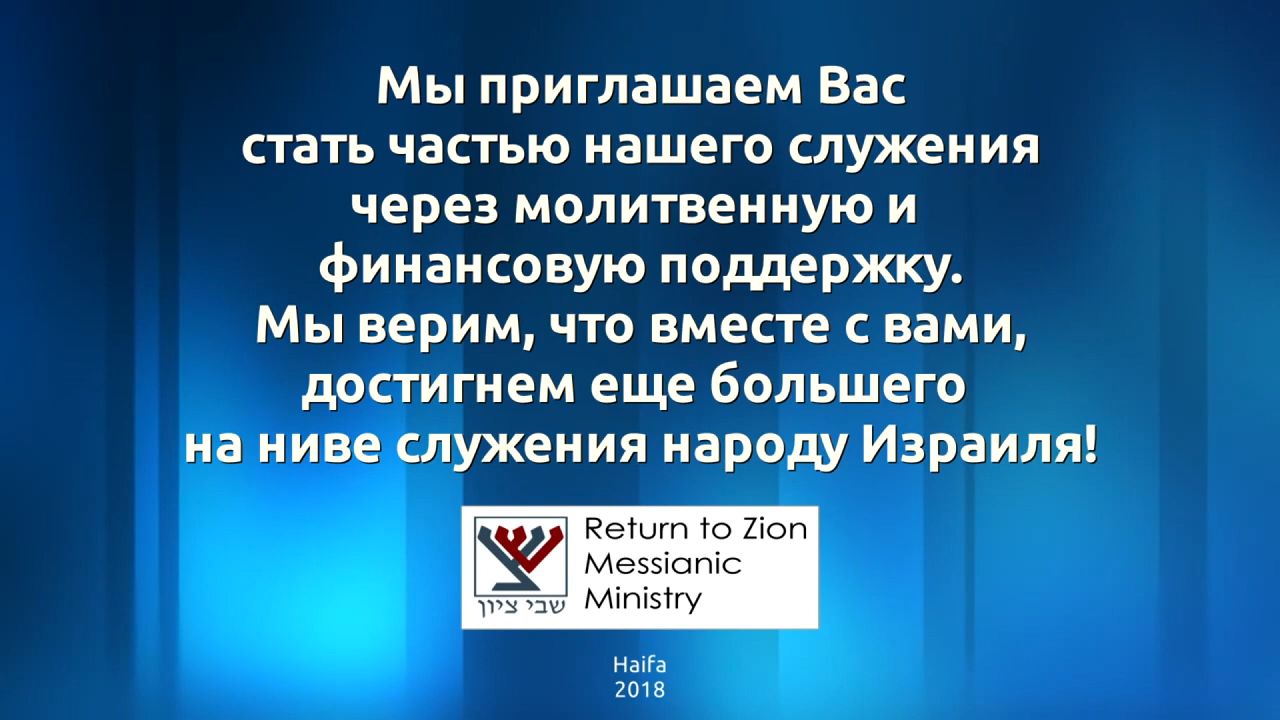 Мы приглашаем Вас
стать частью нашего служения
через молитвенную и
финансовую поддержку.
Мы верим, что вместе с вами,
достигнем еще большего
на ниве служения народу Израиля!
Return to Zion
Messianic
Ministry
שבי ציון
Haifa
2018